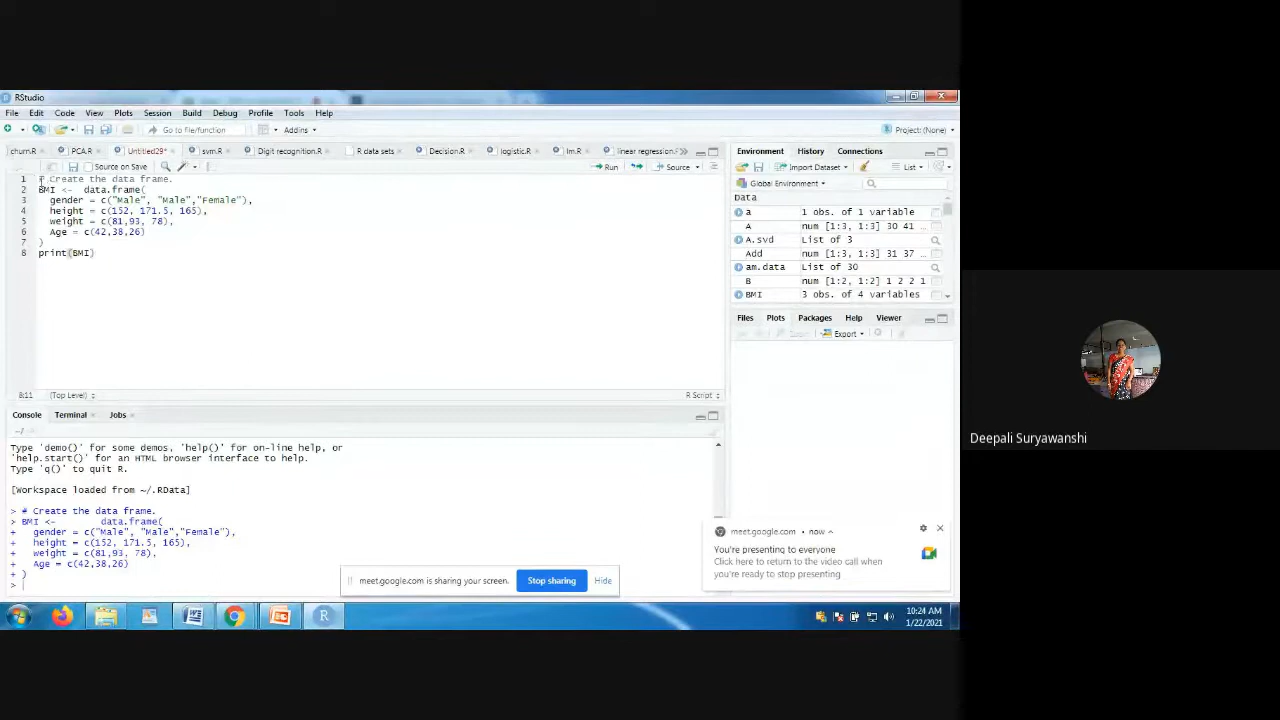 RStudio
File Edit Code View Plots Session Build Debug Profile Tools Help
Go to file/function Addins Project: (None)
churn.R PCA.R Untitled29* svm.R Digit recognition.R R data sets Decision.R logistic.R lm.R linear regression.R
Source on Save Run Source
1 # Create the data frame.
2 BMI <- data.frame(
3 gender = c("Male", "Male","Female"),
4 height = c(152, 171.5, 165),
5 weight = c(81,93, 78),
6 Age = c(42,38,26)
7 )
8 print(BMI)
8:11 (Top Level) R Script
Console Terminal Jobs
~/
Type 'demo()' for some demos, 'help()' for on-line help, or
'help.start()' for an HTML browser interface to help.
Type 'q()' to quit R.
[Workspace loaded from ~/.RData]
> # Create the data frame.
> BMI <- data.frame(
+ gender = c("Male", "Male","Female"),
+ height = c(152, 171.5, 165),
+ weight = c(81,93, 78),
+ Age = c(42,38,26)
+ )
>
Environment History Connections
Import Dataset List
Global Environment
Data
a 1 obs. of 1 variable
A num [1:3, 1:3] 30 41 ...
A.svd List of 3
Add num [1:3, 1:3] 31 37 ...
am.data List of 30
B num [1:2, 1:2] 1 2 2 1
BMI 3 obs. of 4 variables
Files Plots Packages Help Viewer
Zoom Export
meet.google.com • now
You're presenting to everyone
Click here to return to the video call when
you're ready to stop presenting
meet.google.com is sharing your screen. Stop sharing Hide
10:24 AM
1/22/2021
Deepali Suryawanshi